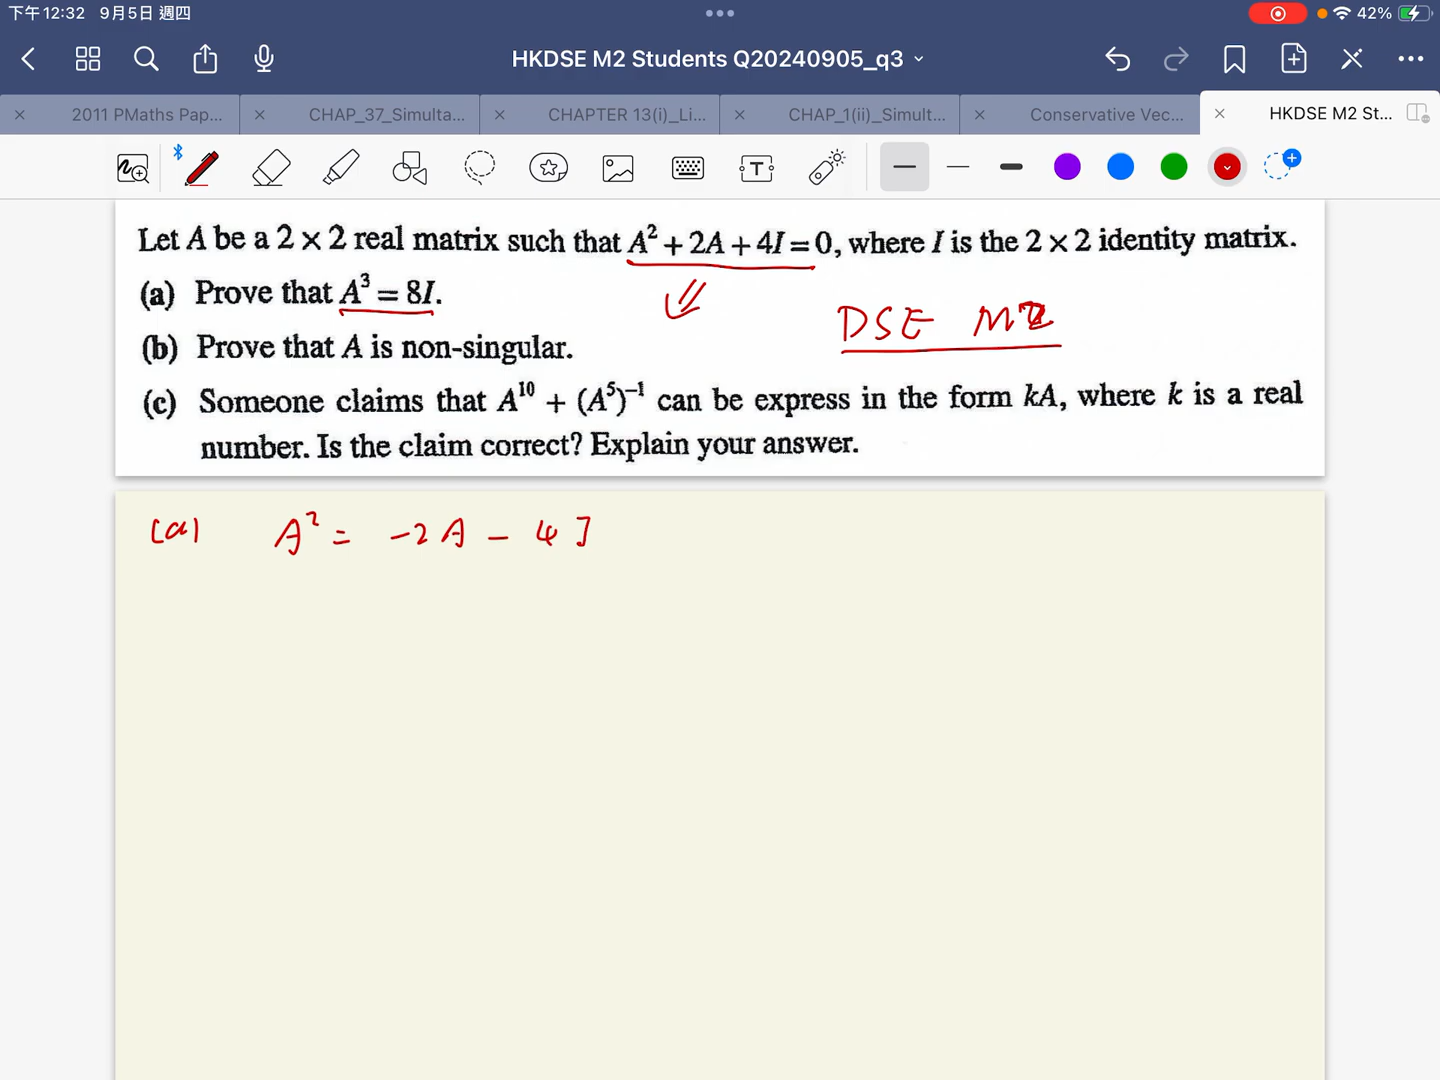 下午12:32 9月5日 週四
42%
HKDSE M2 Students Q20240905_q3
2011 PMaths Pap...
CHAP_37_Simulta...
CHAPTER 13(i)_Li...
CHAP_1(ii)_Simult...
Conservative Vec...
HKDSE M2 St...
Let A be a 2 × 2 real matrix such that A² + 2A + 4I = 0, where I is the 2 × 2 identity matrix.
(a) Prove that A³ = 8I.
DSE M2
(b) Prove that A is non-singular.
(c) Someone claims that A¹⁰ + (A⁵)⁻¹ can be express in the form kA, where k is a real
number. Is the claim correct? Explain your answer.
(a) A² = -2A - 4I